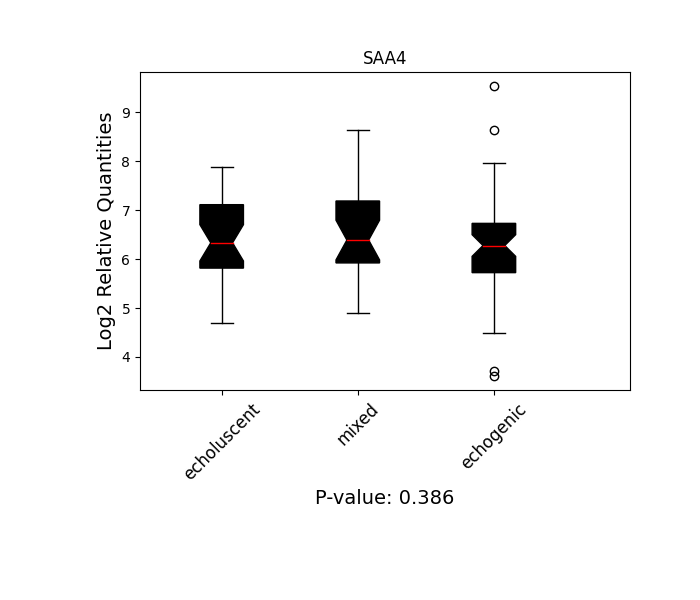 SAA4
Log2 Relative Quantities
9
8
7
6
5
4
echoluscent
mixed
echogenic
P-value: 0.386